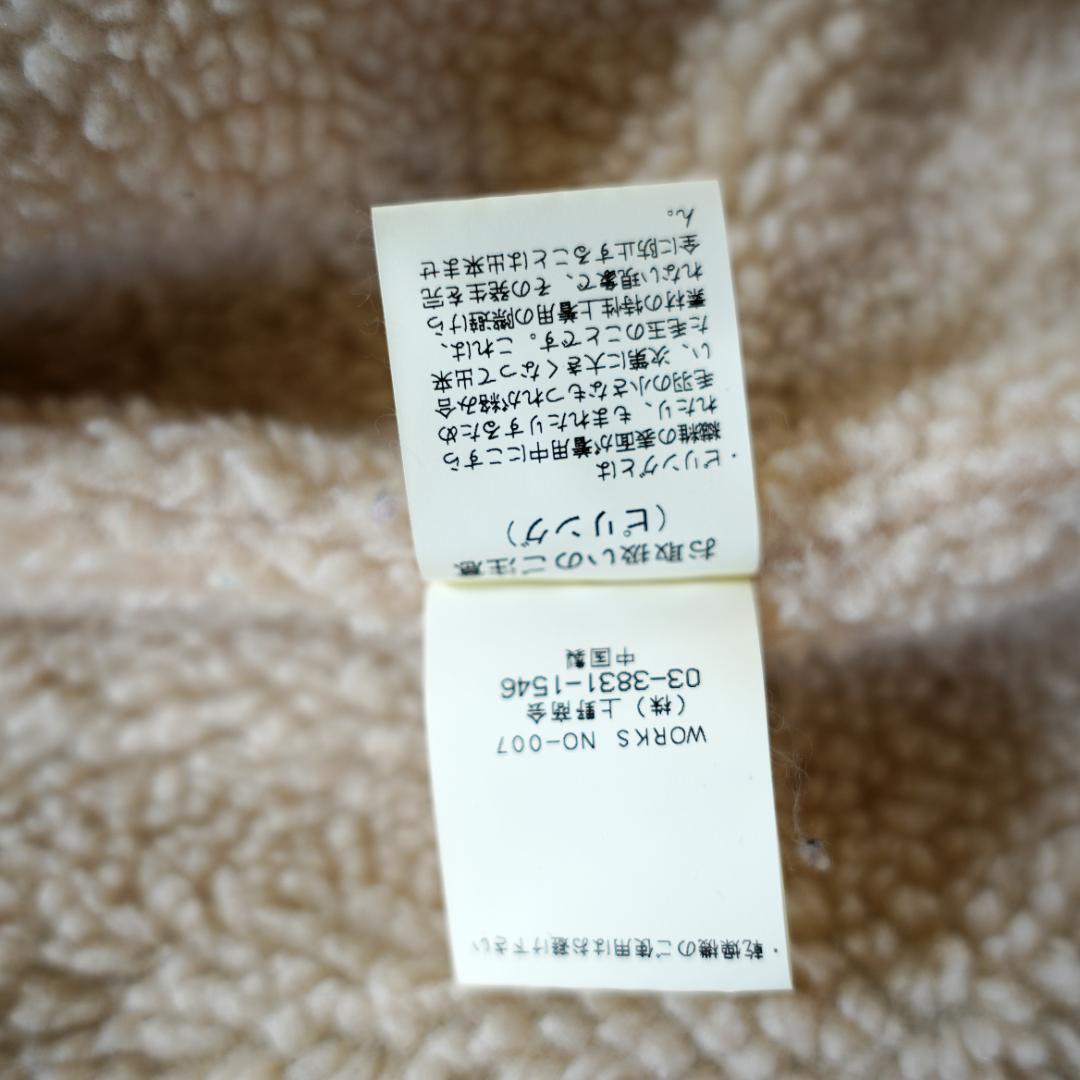 ・乾燥機のご使用はお避け下さい
WORKS NO-007
（株）上野商会
03-3831-1546
中国製
お取扱いのご注意
（ピリング）
・ピリングとは
繊維の表面が着用中にこすら
れたり、もまれたりするため
毛羽の小さなもつれが絡み合
い、次第に大きくなって出来
た毛玉のことです。これは、
素材の特性上着用の際避けら
れない現象で、その発生を完
全に防止することは出来ませ
ん。